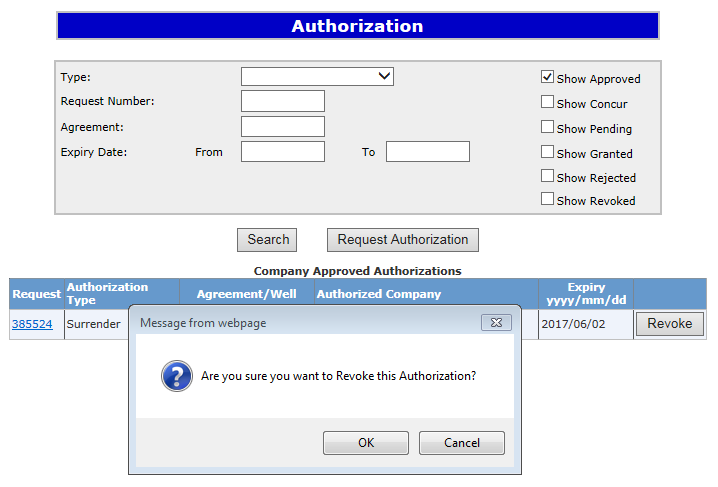 Authorization
Type:
Show Approved
Request Number:
Show Concur
Agreement:
Show Pending
Expiry Date: From To
Show Granted
Show Rejected
Show Revoked
Search Request Authorization
Company Approved Authorizations
Request Authorization Type Agreement/Well Authorized Company Expiry yyyy/mm/dd
385524 Surrender 2017/06/02 Revoke
Message from webpage
?
Are you sure you want to Revoke this Authorization?
OK Cancel